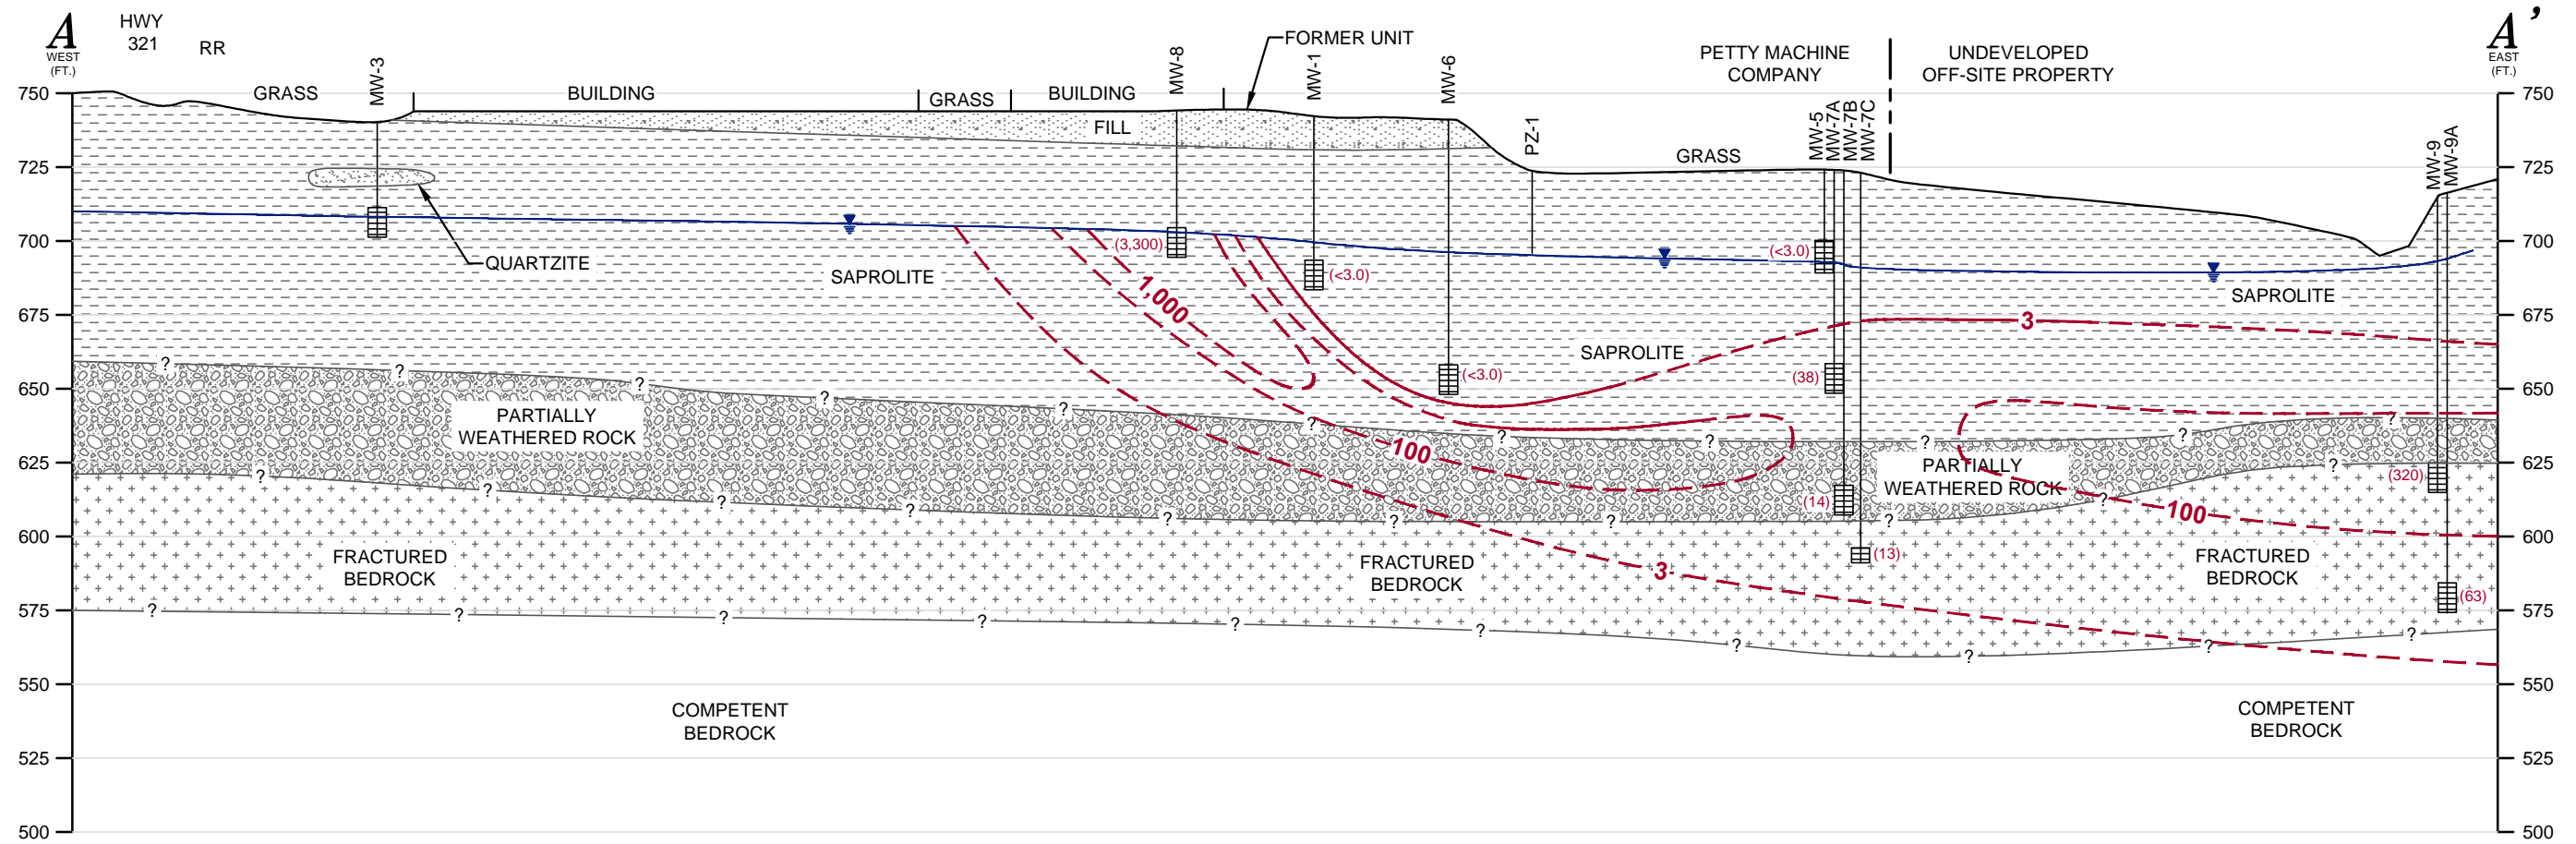 A
WEST
(FT.)
HWY
321
RR
GRASS
MW-3
BUILDING
GRASS
BUILDING
MW-8
FORMER UNIT
MW-1
MW-6
PZ-1
GRASS
PETTY MACHINE
COMPANY
MW-5
MW-7A
MW-7B
MW-7C
UNDEVELOPED
OFF-SITE PROPERTY
MW-9
MW-9A
A'
EAST
(FT.)
750
725
700
675
650
625
600
575
550
525
500
750
725
700
675
650
625
600
575
550
525
500
FILL
QUARTZITE
SAPROLITE
(3,300)
(<3.0)
(<3.0)
(<3.0)
1,000
SAPROLITE
SAPROLITE
3
(38)
? ? ? ? ? ? ? ? ? ? ? ?
PARTIALLY
WEATHERED ROCK
100
PARTIALLY
WEATHERED ROCK
(14)
(320)
100
? ? ? ? ? ? ? ? ? ?
(13)
FRACTURED
BEDROCK
FRACTURED
BEDROCK
3
FRACTURED
BEDROCK
(63)
? ? ? ? ? ? ? ? ? ?
COMPETENT
BEDROCK
COMPETENT
BEDROCK